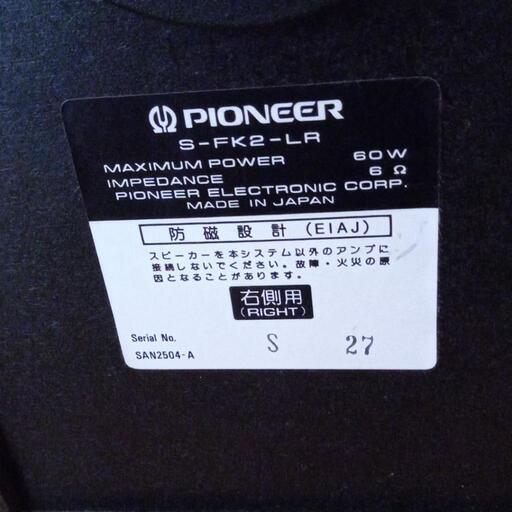 PIONEER
S-FK2-LR
MAXIMUM POWER 60W
IMPEDANCE 6Ω
PIONEER ELECTRONIC CORP.
MADE IN JAPAN
防磁設計(EIAJ)
スピーカーを本システム以外のアンプに
接続しないでください。故障・火災の原
因となることがあります。
右側用
(RIGHT)
Serial No. S 27
SAN2504-A